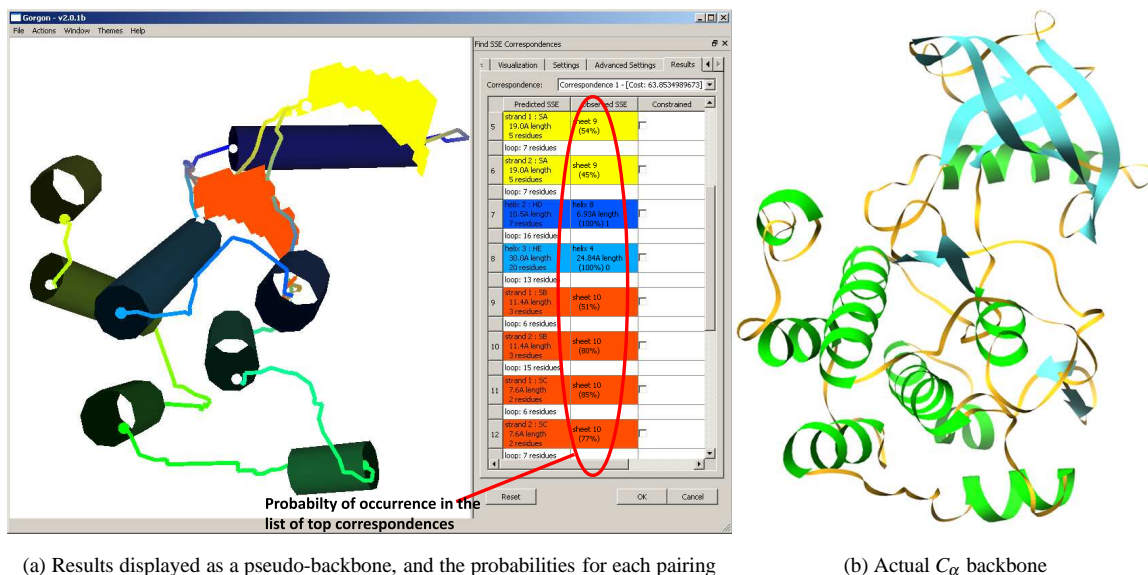 Gorgon - v2.0.1b
File Actions Window Themes Help
Find SSE Correspondences
Visualization Settings Advanced Settings Results
Correspondence: Correspondence 1 - [Cost: 63.8534989673]
Predicted SSE Observed SSE Constrained
5 strand 1 : SA
19.0A length
5 residues
sheet 9
(54%)
loop: 7 residues
6 strand 2 : SA
19.0A length
5 residues
sheet 9
(45%)
loop: 7 residues
7 helix 2 : HD
10.5A length
7 residues
helix 8
6.93A length
(100%) 1
loop: 16 residues
8 helix 3 : HE
30.0A length
20 residues
helix 4
24.84A length
(100%) 0
loop: 13 residues
9 strand 1 : SB
11.4A length
3 residues
sheet 10
(51%)
loop: 6 residues
10 strand 2 : SB
11.4A length
3 residues
sheet 10
(80%)
loop: 15 residues
11 strand 1 : SC
7.6A length
2 residues
sheet 10
(85%)
loop: 6 residues
12 strand 2 : SC
7.6A length
2 residues
sheet 10
(77%)
loop: 7 residues
Reset OK Cancel
Probabilty of occurrence in the
list of top correspondences
(a) Results displayed as a pseudo-backbone, and the probabilities for each pairing
(b) Actual Cα backbone